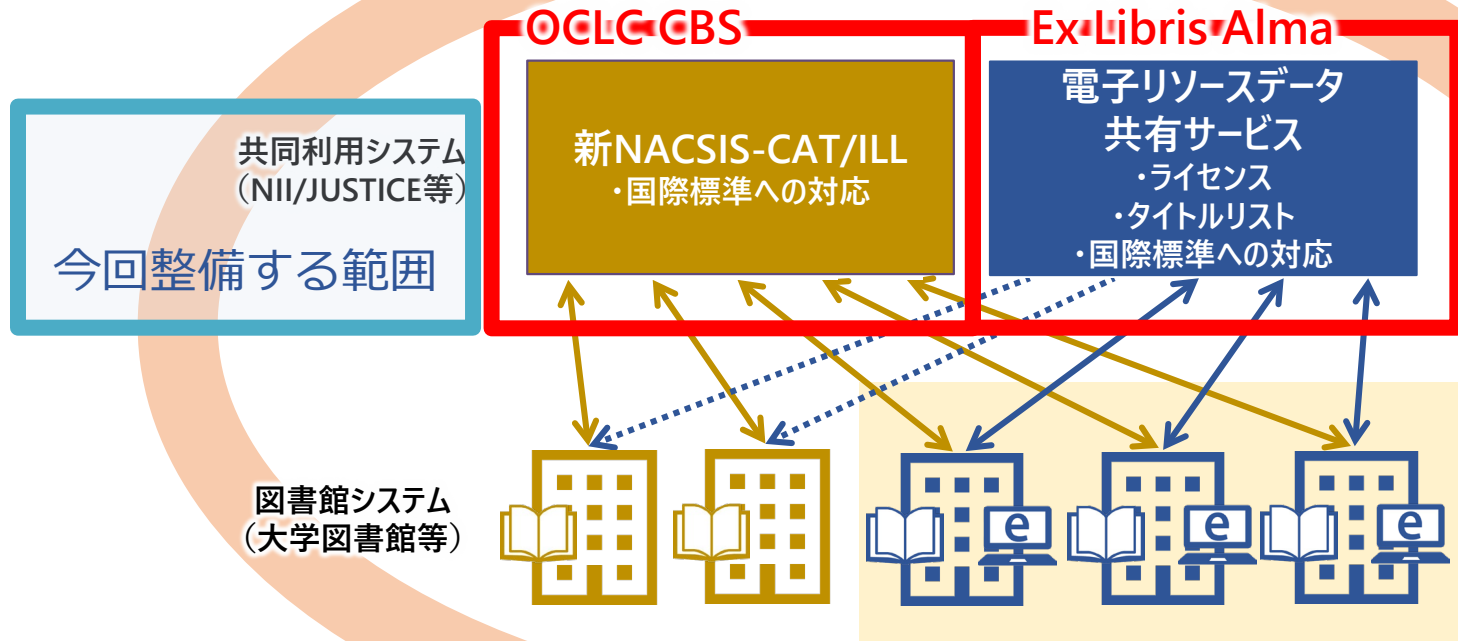 OCLC CBS
Ex Libris Alma
共同利用システム
（NII/JUSTICE等）
今回整備する範囲
新NACSIS-CAT/ILL
・国際標準への対応
電子リソースデータ
共有サービス
・ライセンス
・タイトルリスト
・国際標準への対応
図書館システム
（大学図書館等）
e
e
e